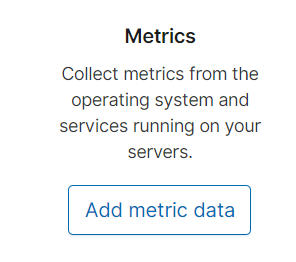 Metrics
Collect metrics from the
operating system and
services running on your
servers.
Add metric data